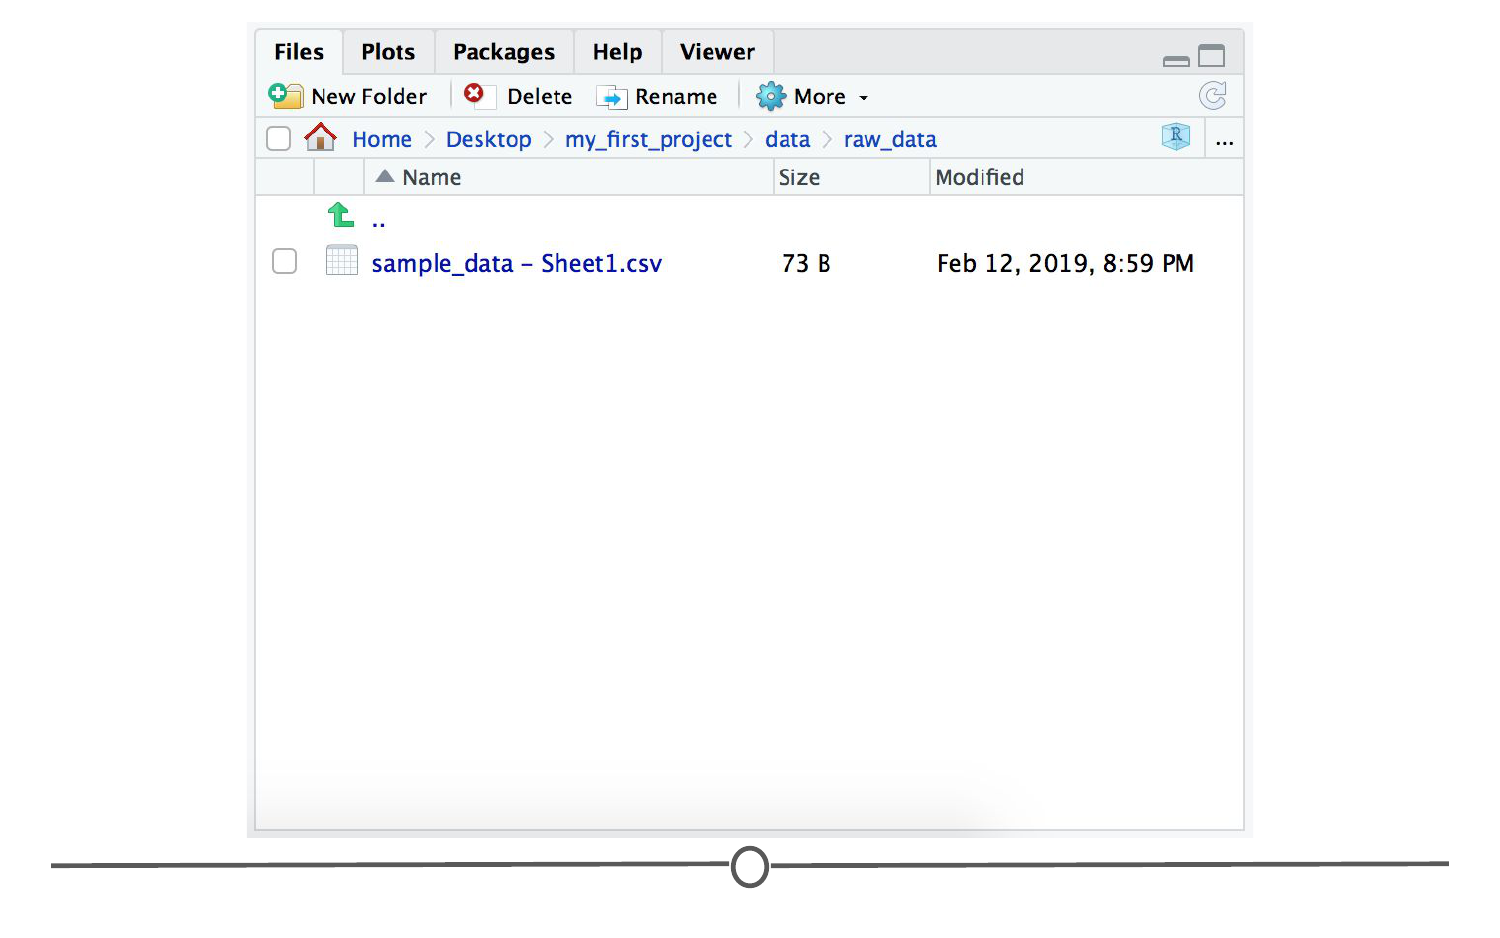 Files Plots Packages Help Viewer
New Folder Delete Rename More
Home Desktop my_first_project data raw_data R ...
Name Size Modified
..
sample_data – Sheet1.csv 73 B Feb 12, 2019, 8:59 PM